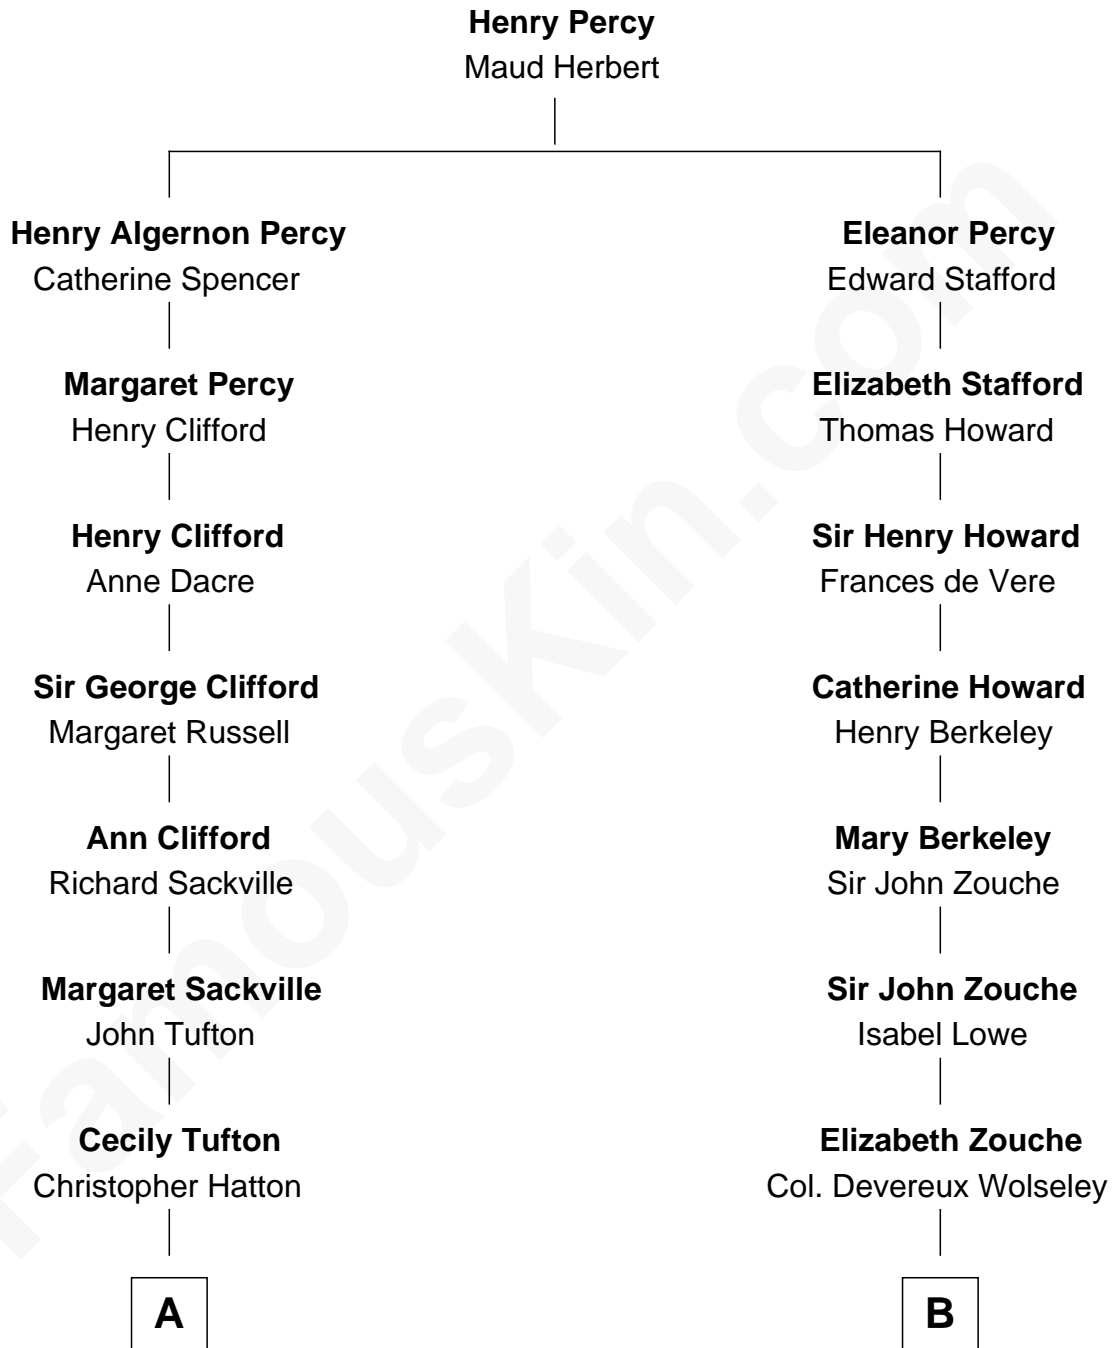 Henry Percy
Maud Herbert
Henry Algernon Percy
Catherine Spencer
Eleanor Percy
Edward Stafford
Margaret Percy
Henry Clifford
Elizabeth Stafford
Thomas Howard
Henry Clifford
Anne Dacre
Sir Henry Howard
Frances de Vere
Sir George Clifford
Margaret Russell
Catherine Howard
Henry Berkeley
Ann Clifford
Richard Sackville
Mary Berkeley
Sir John Zouche
Margaret Sackville
John Tufton
Sir John Zouche
Isabel Lowe
Cecily Tufton
Christopher Hatton
Elizabeth Zouche
Col. Devereux Wolseley
A
B
FamousKin.com